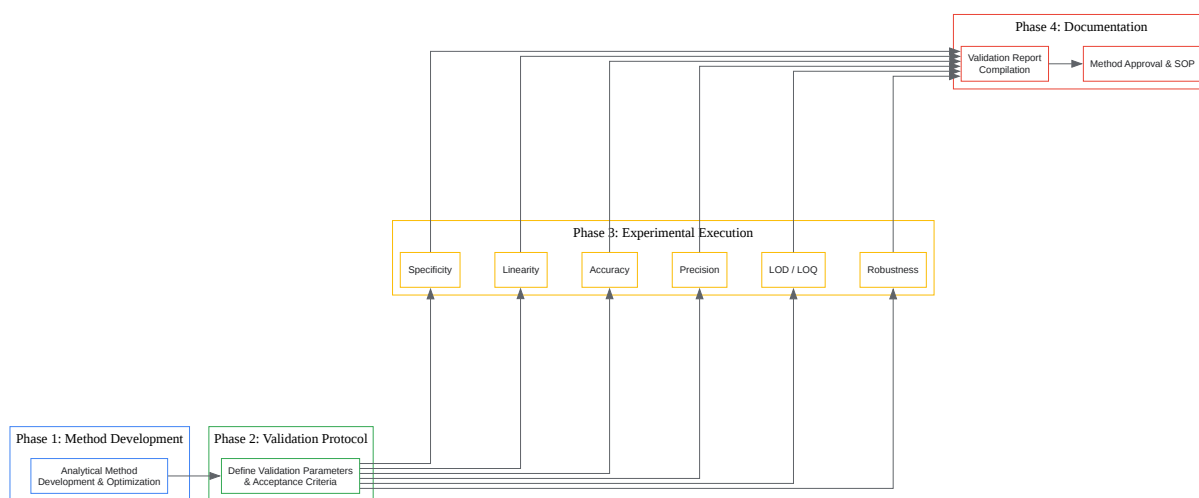 Phase 4: Documentation
Validation Report
Compilation
Method Approval & SOP
Phase 3: Experimental Execution
Specificity
Linearity
Accuracy
Precision
LOD / LOQ
Robustness
Phase 1: Method Development
Analytical Method
Development & Optimization
Phase 2: Validation Protocol
Define Validation Parameters
& Acceptance Criteria